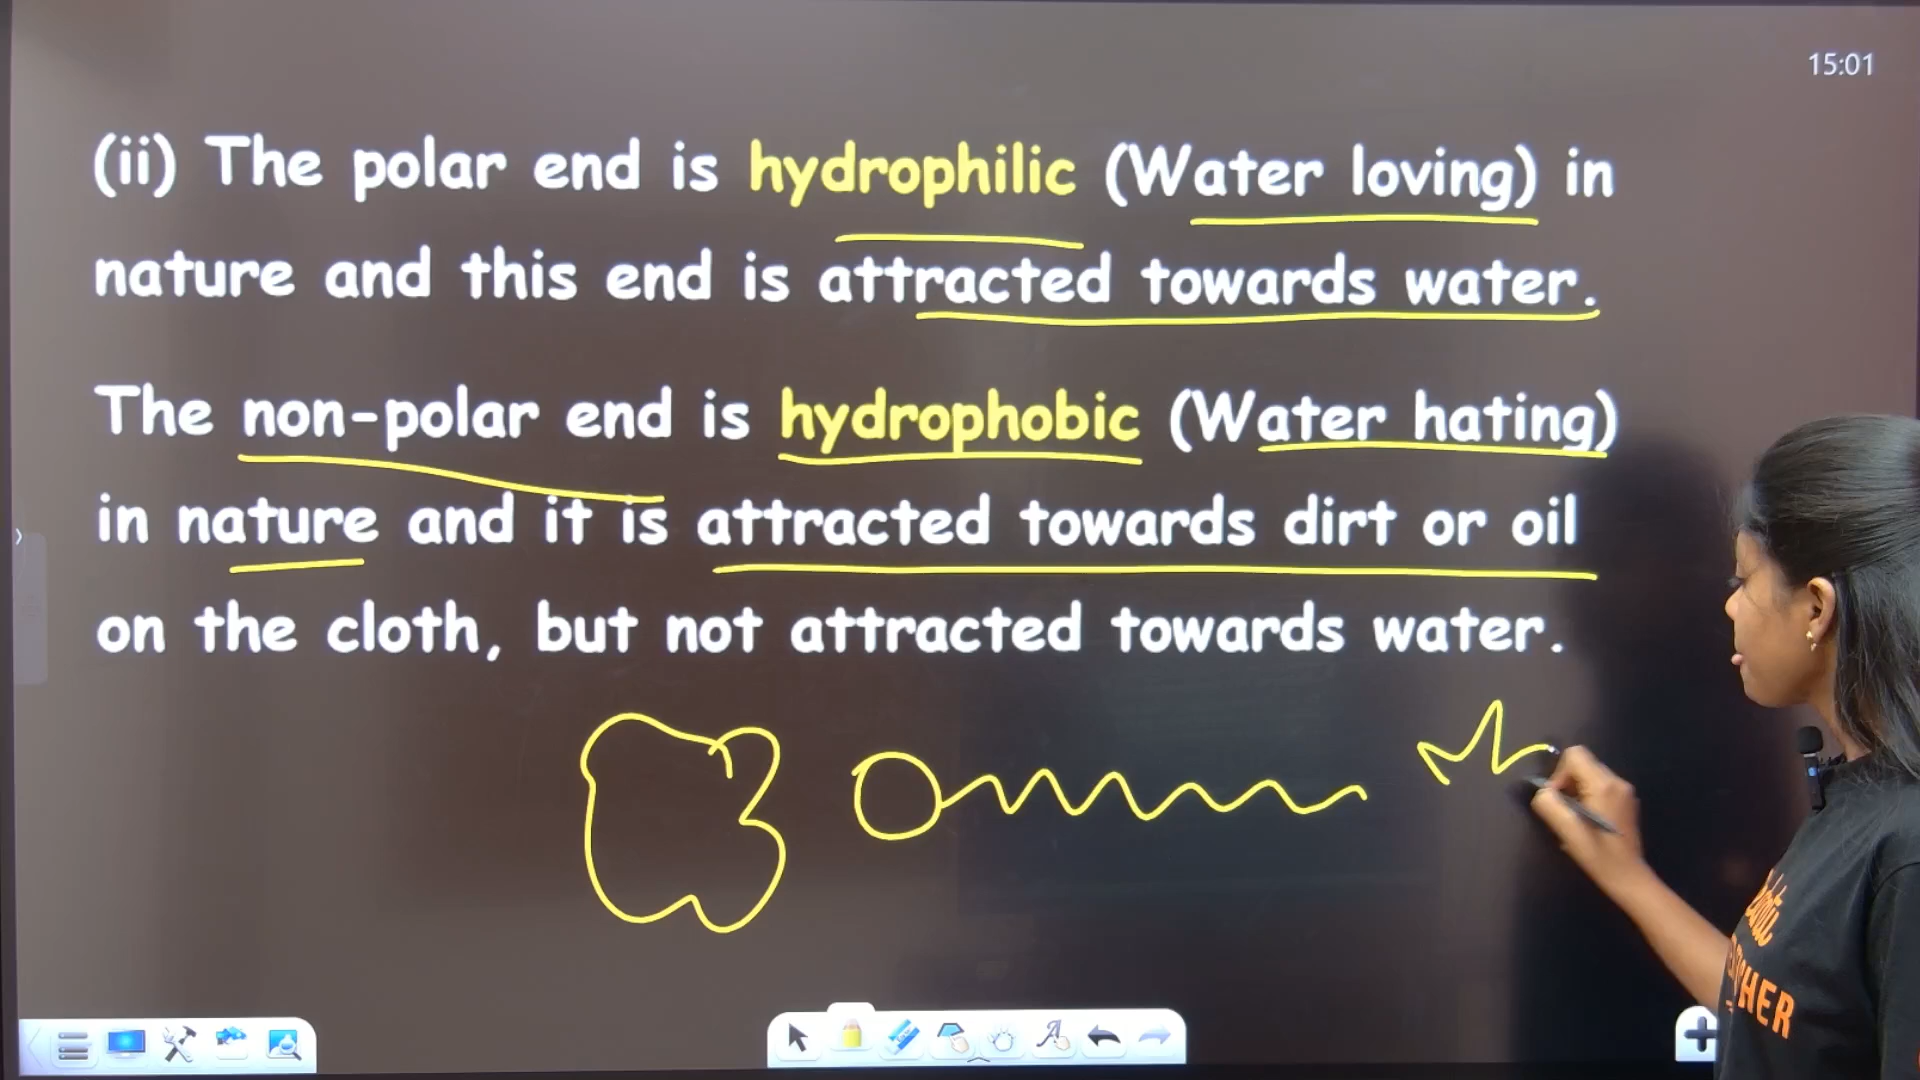 15:01
(ii) The polar end is hydrophilic (Water loving) in
nature and this end is attracted towards water.
The non-polar end is hydrophobic (Water hating)
in nature and it is attracted towards dirt or oil
on the cloth, but not attracted towards water.